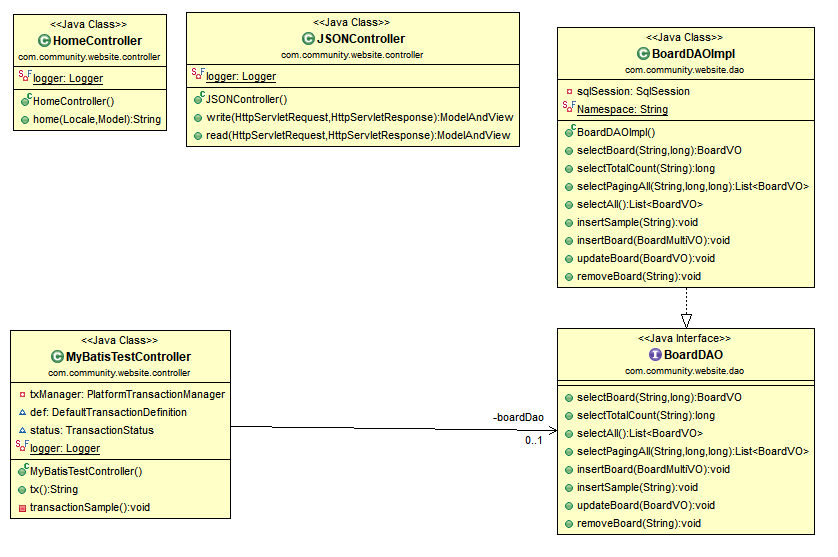 <<Java Class>>
HomeController
com.community.website.controller
logger: Logger
HomeController()
home(Locale,Model):String
<<Java Class>>
JSONController
com.community.website.controller
logger: Logger
JSONController()
write(HttpServletRequest,HttpServletResponse):ModelAndView
read(HttpServletRequest,HttpServletResponse):ModelAndView
<<Java Class>>
BoardDAOImpl
com.community.website.dao
sqlSession: SqlSession
Namespace: String
BoardDAOImpl()
selectBoard(String,long):BoardVO
selectTotalCount(String):long
selectPagingAll(String,long,long):List<BoardVO>
selectAll():List<BoardVO>
insertSample(String):void
insertBoard(BoardMultiVO):void
updateBoard(BoardVO):void
removeBoard(String):void
<<Java Class>>
MyBatisTestController
com.community.website.controller
txManager: PlatformTransactionManager
def: DefaultTransactionDefinition
status: TransactionStatus
logger: Logger
MyBatisTestController()
tx():String
transactionSample():void
-boardDao
0..1
<<Java Interface>>
BoardDAO
com.community.website.dao
selectBoard(String,long):BoardVO
selectTotalCount(String):long
selectAll():List<BoardVO>
selectPagingAll(String,long,long):List<BoardVO>
insertBoard(BoardMultiVO):void
insertSample(String):void
updateBoard(BoardVO):void
removeBoard(String):void